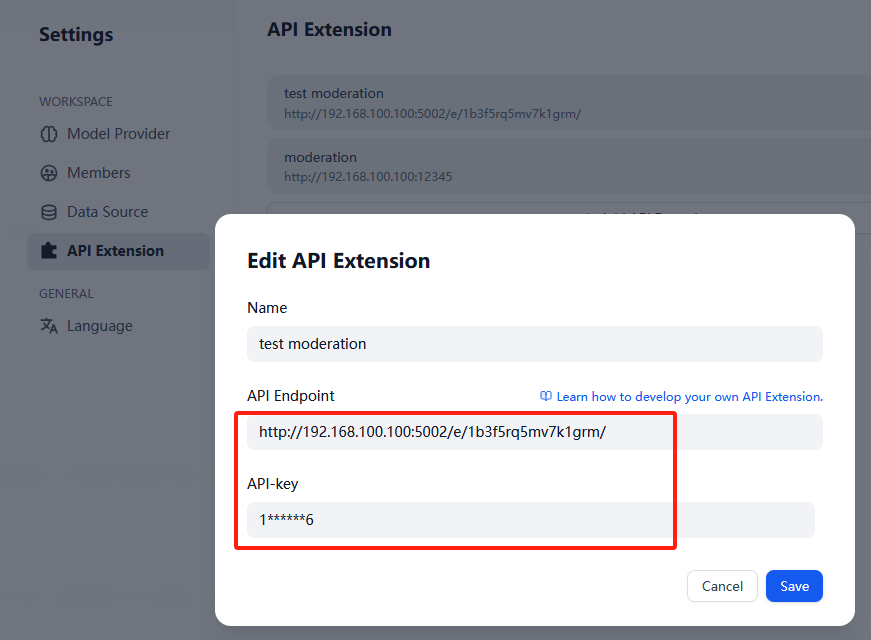 Settings
WORKSPACE
Model Provider
Members
Data Source
API Extension
GENERAL
Language
API Extension
test moderation
http://192.168.100.100:5002/e/1b3f5rq5mv7k1grm/
moderation
http://192.168.100.100:12345
Edit API Extension
Name
test moderation
API Endpoint
Learn how to develop your own API Extension.
http://192.168.100.100:5002/e/1b3f5rq5mv7k1grm/
API-key
1******6
Cancel
Save